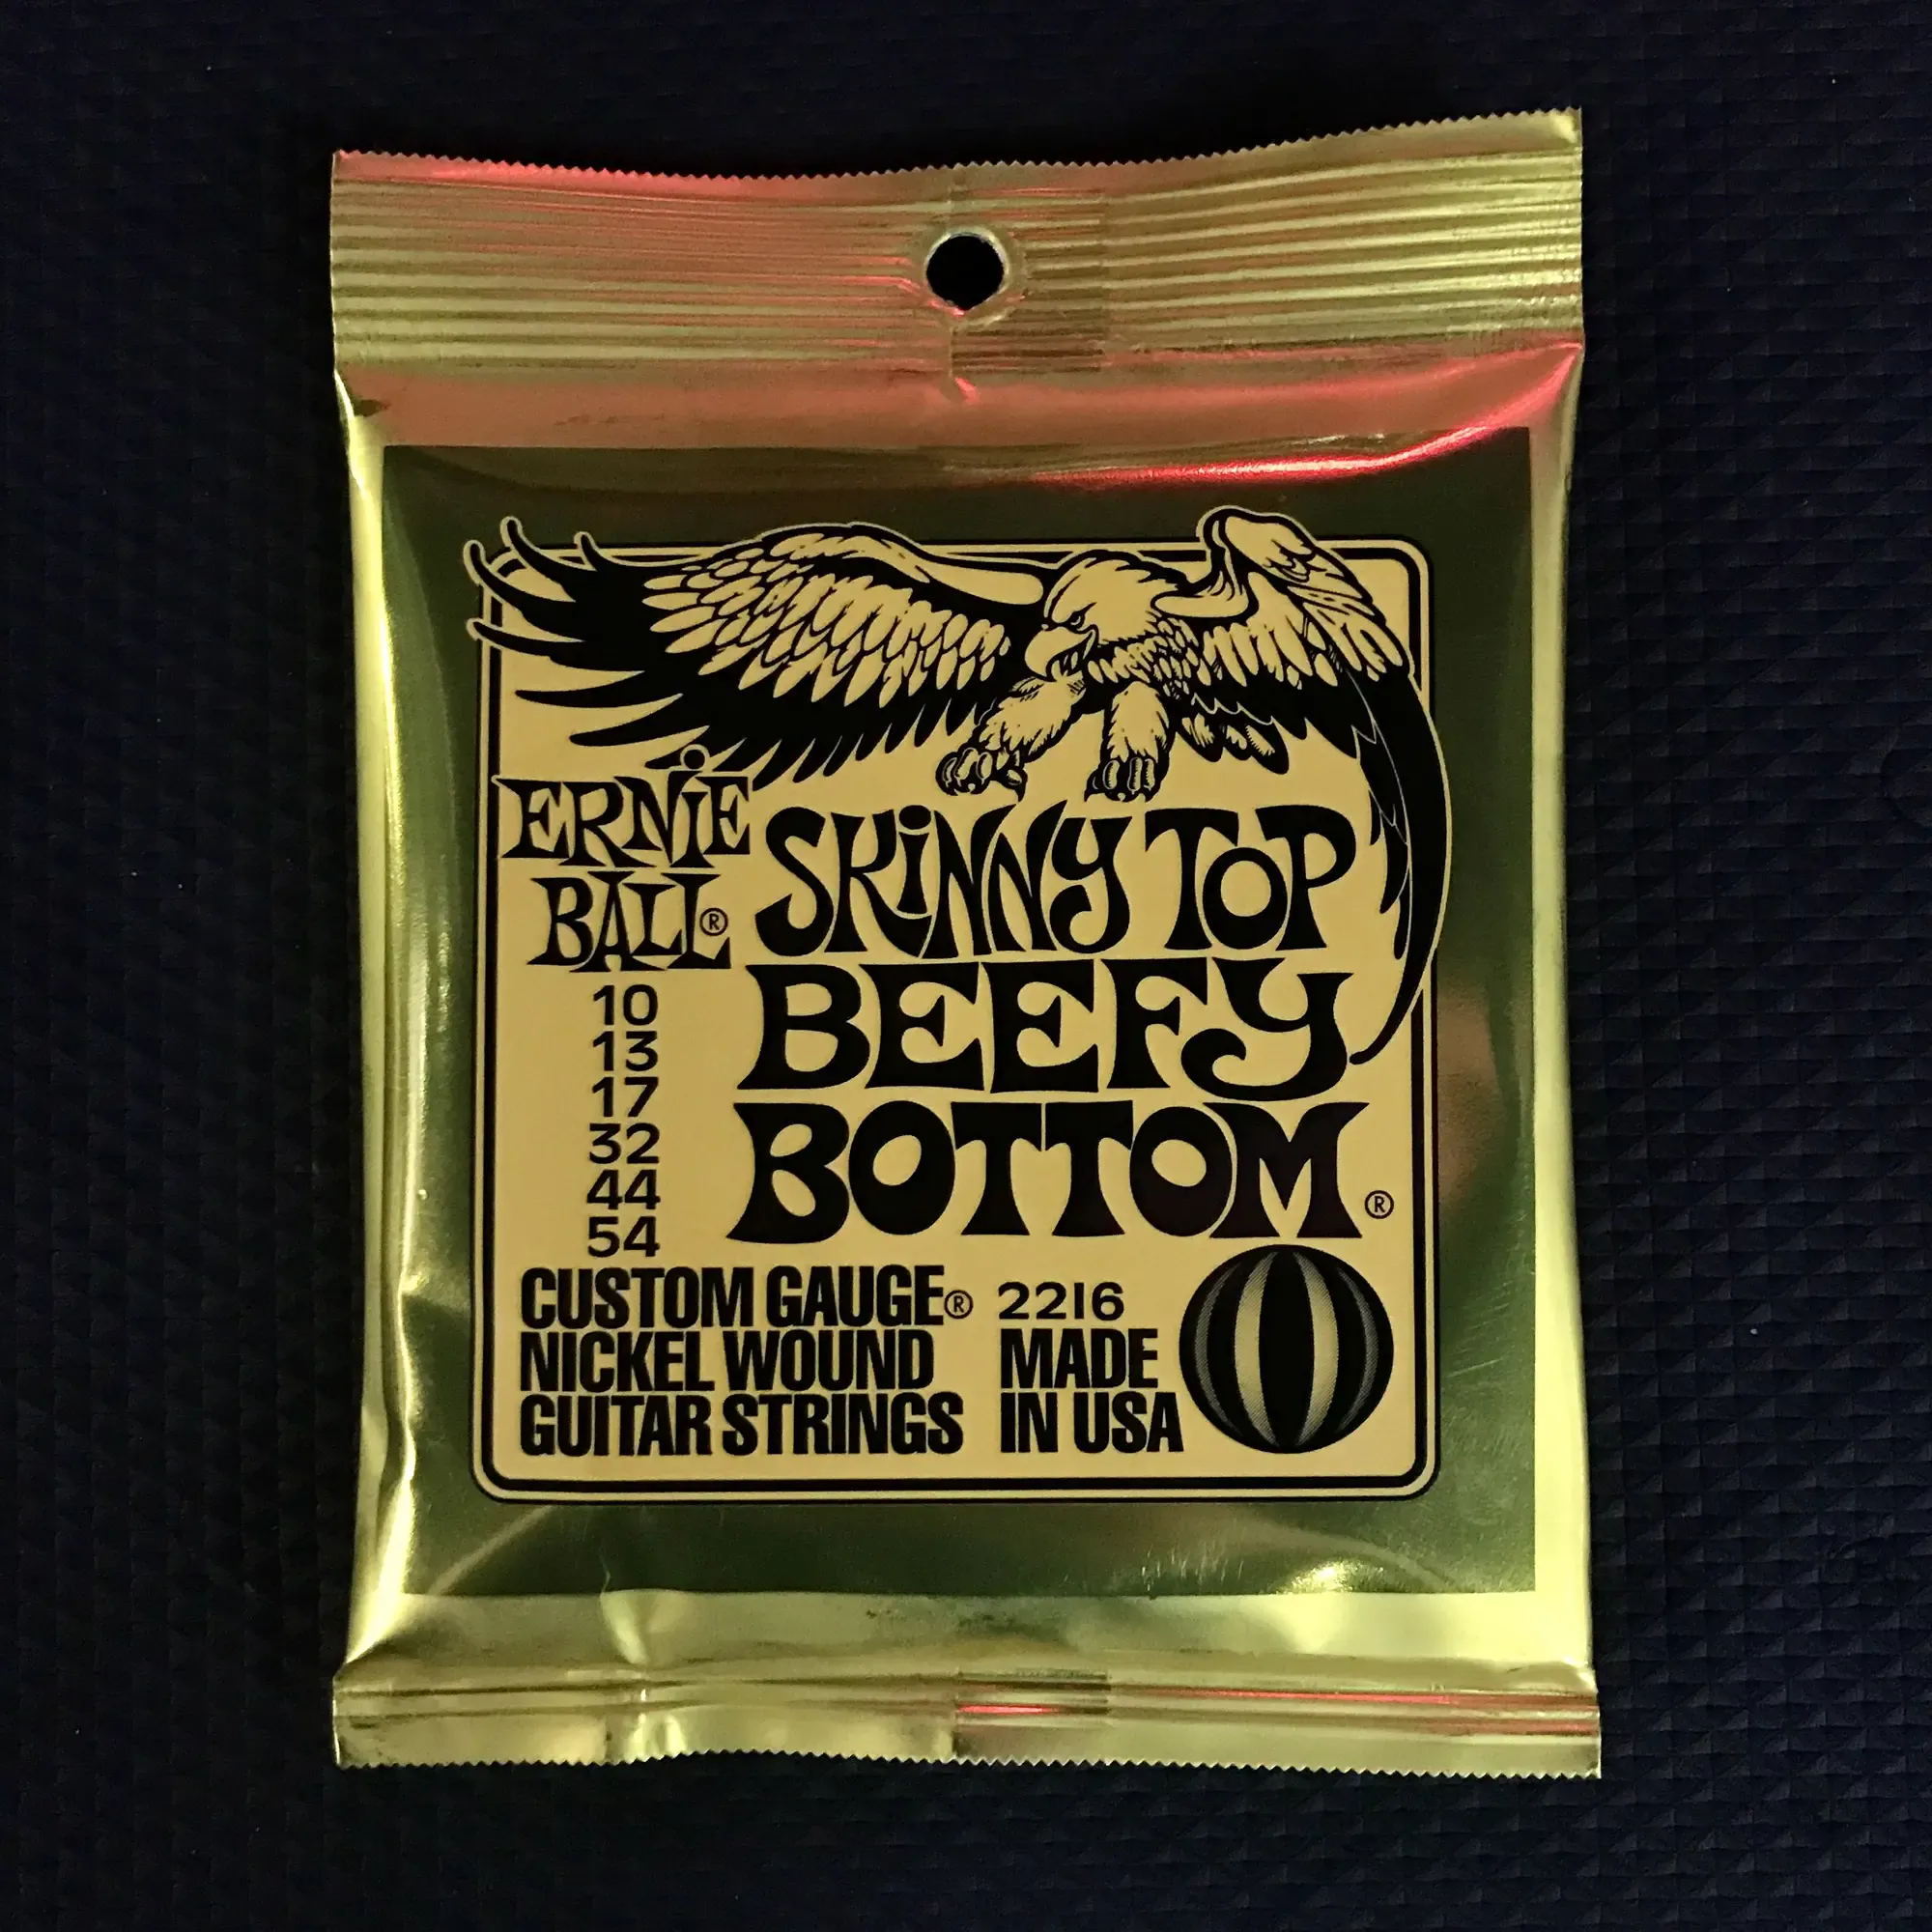 ERNiE
BALL®
SKiNNY TOP
BEEFY
BOTTOM®
10
13
17
32
44
54
CUSTOM GAUGE®
NICKEL WOUND
GUITAR STRINGS
2216
MADE
IN USA